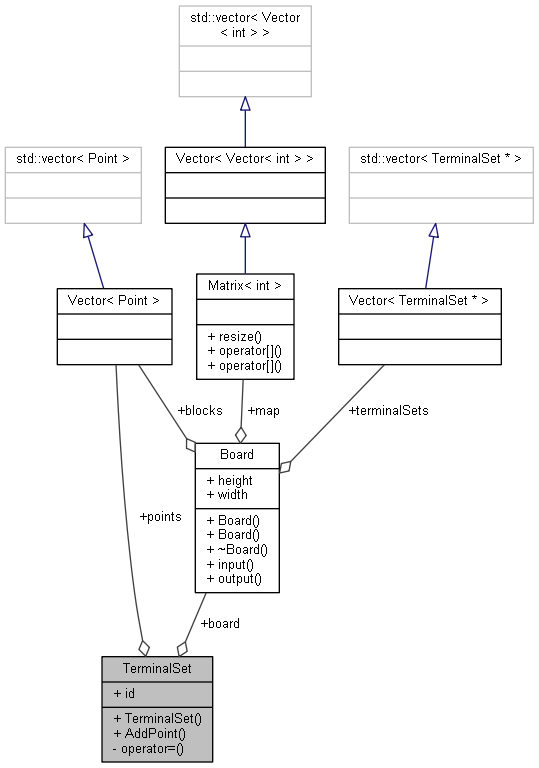 std::vector< Vector
< int > >
std::vector< Point >
Vector< Vector< int > >
std::vector< TerminalSet * >
Vector< Point >
Matrix< int >
+ resize()
+ operator[]()
+ operator[]()
Vector< TerminalSet * >
+blocks
+map
+terminalSets
Board
+ height
+ width
+ Board()
+ Board()
+ ~Board()
+ input()
+ output()
+points
+board
TerminalSet
+ id
+ TerminalSet()
+ AddPoint()
- operator=()